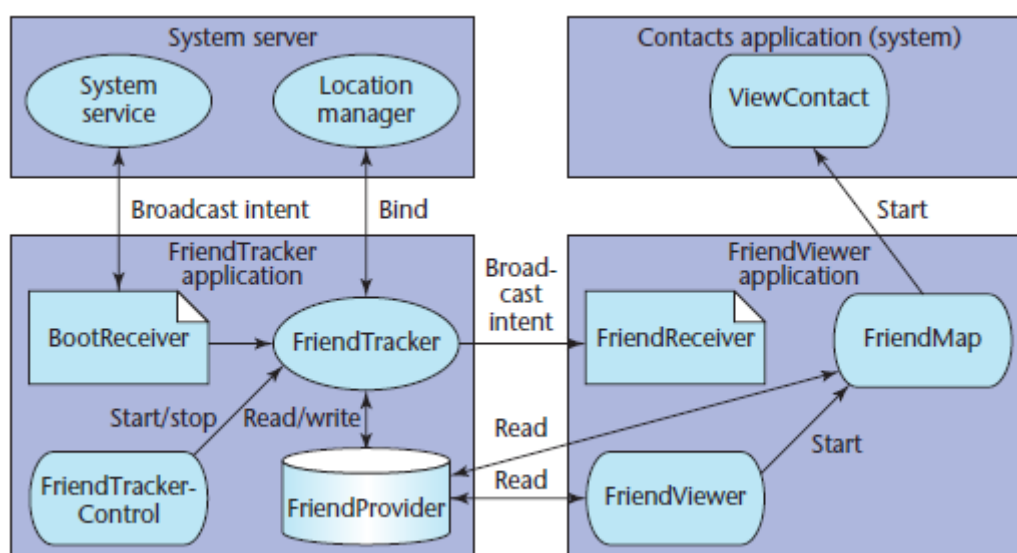 System server
System
service
Location
manager
Contacts application (system)
ViewContact
Broadcast intent
Bind
Start
FriendTracker
application
BootReceiver
FriendTracker
Start/stop
Read/write
FriendTracker-
Control
FriendProvider
Broad-
cast
intent
Read
Read
FriendViewer
application
FriendReceiver
FriendMap
Start
FriendViewer